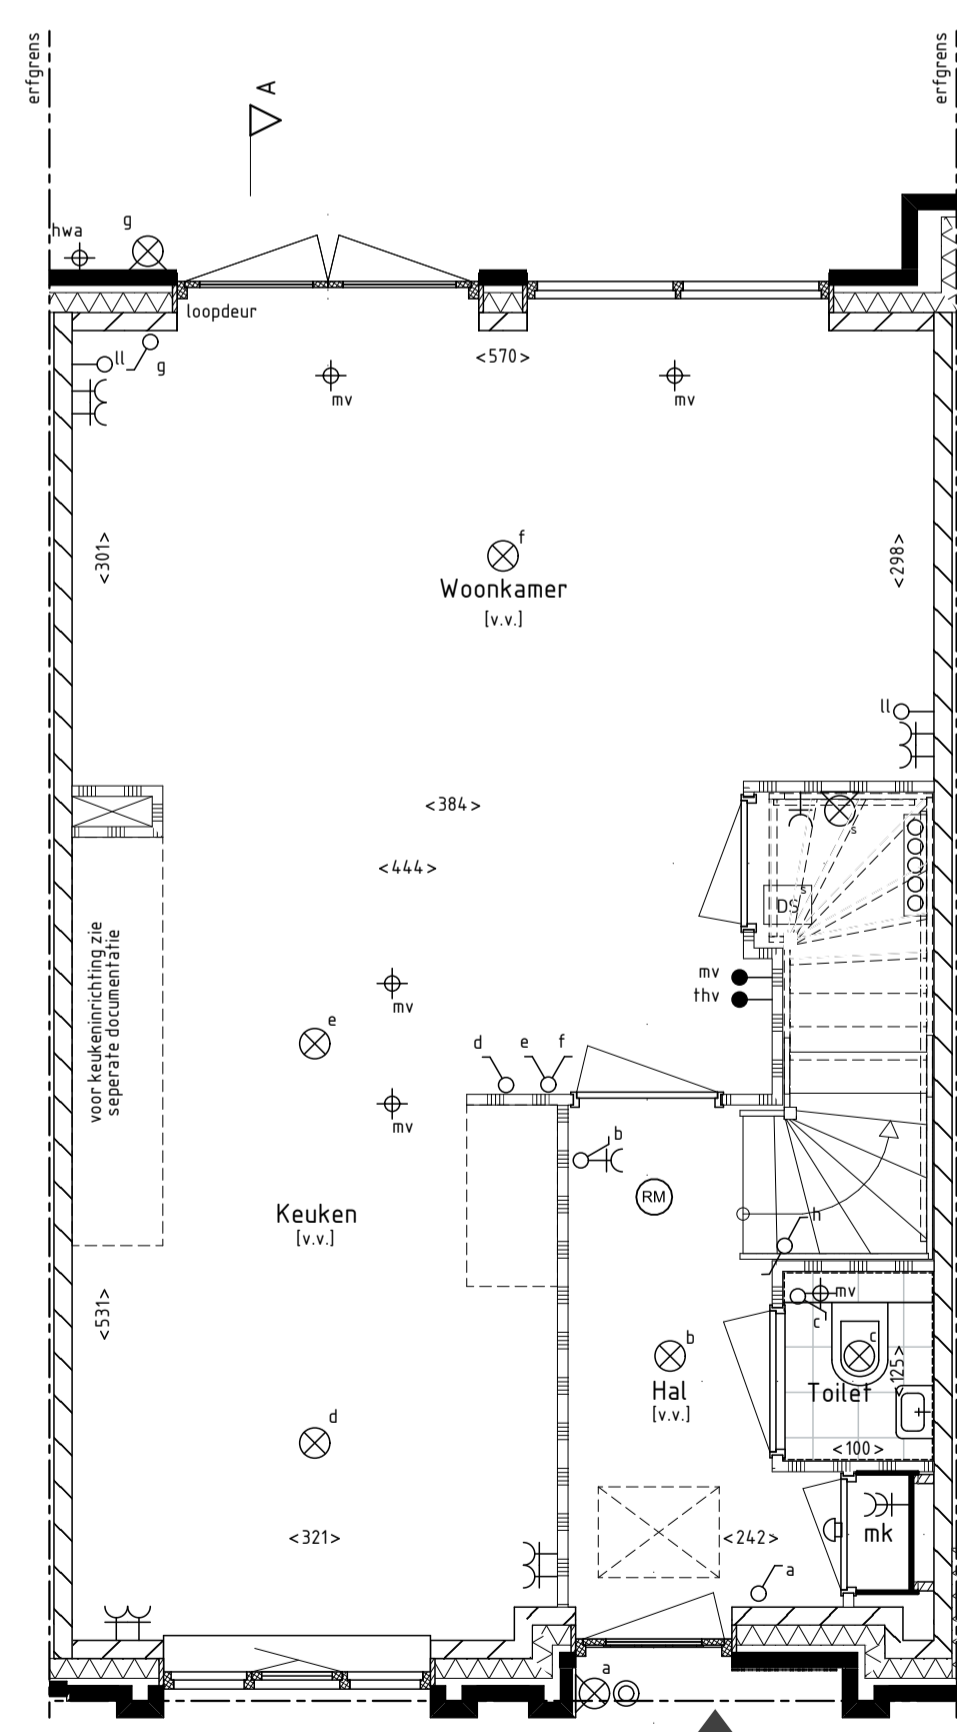 erfgrens
erfgrens
A
hwa
g
loopdeur
ll
g
<570>
mv
mv
<301>
<298>
f
Woonkamer
[v.v.]
ll
<384>
s
<444>
s
DS
voor keukeninrichting zie
seperate documentatie
mv
thv
mv
e
d
e
f
mv
b
RM
Keuken
[v.v.]
h
mv
c
<531>
b
c
<125>
Hal
[v.v.]
Toilet
<100>
d
mk
<321>
<242>
a
a